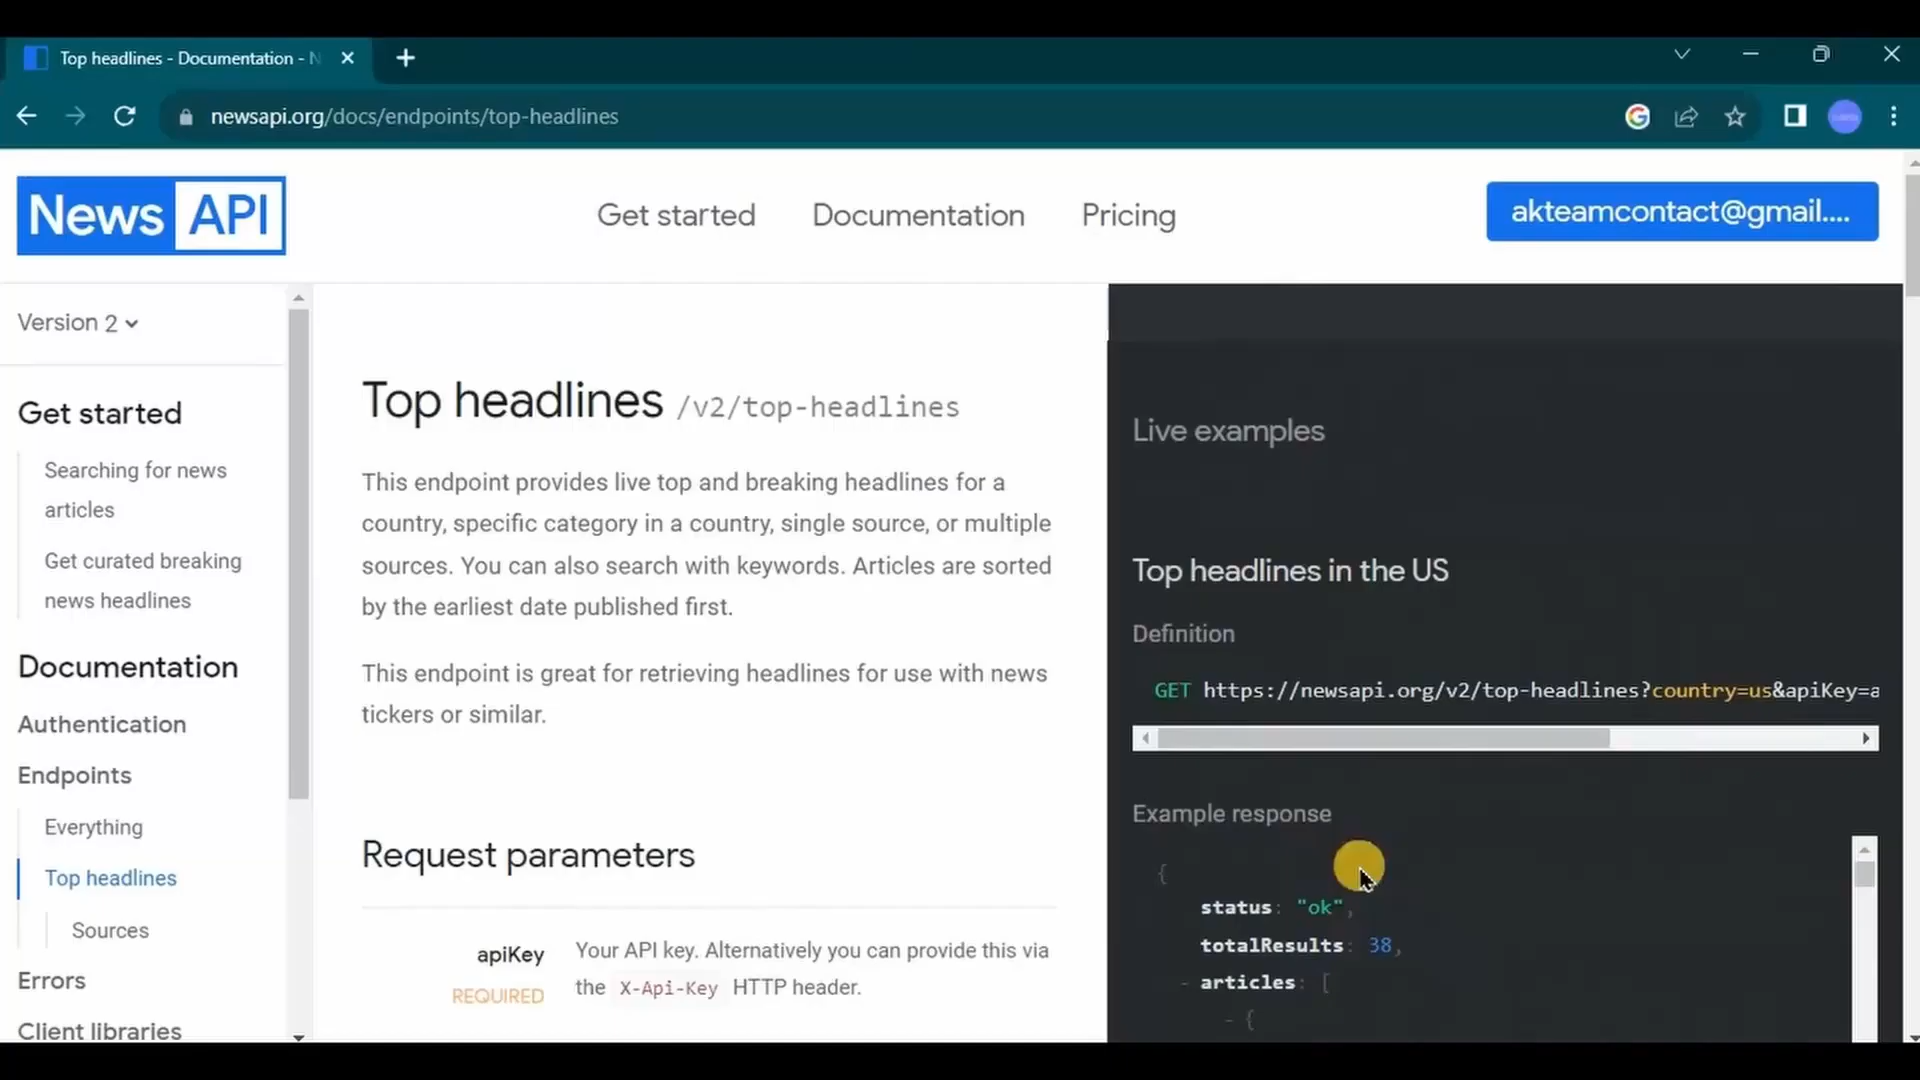 Top headlines - Documentation - N
newsapi.org/docs/endpoints/top-headlines
News API
Get started
Documentation
Pricing
akteamcontact@gmail....
Version 2
Get started
Searching for news
articles
Get curated breaking
news headlines
Documentation
Authentication
Endpoints
Everything
Top headlines
Sources
Errors
Client libraries
Top headlines /v2/top-headlines
This endpoint provides live top and breaking headlines for a
country, specific category in a country, single source, or multiple
sources. You can also search with keywords. Articles are sorted
by the earliest date published first.
This endpoint is great for retrieving headlines for use with news
tickers or similar.
Request parameters
apiKey
REQUIRED
Your API key. Alternatively you can provide this via
the X-Api-Key HTTP header.
Live examples
Top headlines in the US
Definition
GET https://newsapi.org/v2/top-headlines?country=us&apiKey=a
Example response
{
status: "ok",
totalResults: 38,
- articles: [
- {